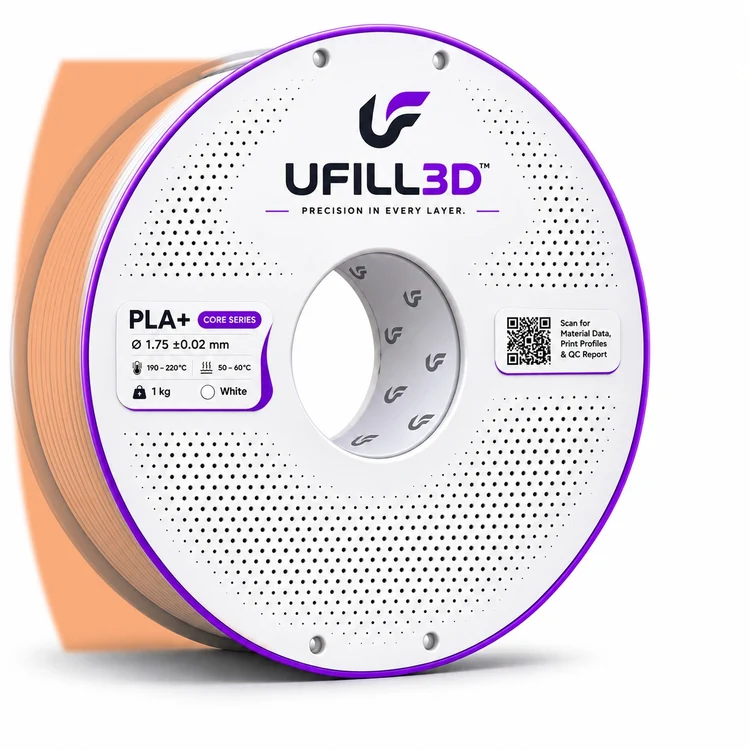 UFILL3D™
PRECISION IN EVERY LAYER.
PLA+ CORE SERIES
Ø 1.75 ±0.02 mm
190 – 220°C 50 – 60°C
1 kg White
Scan for
Material Data,
Print Profiles
& QC Report